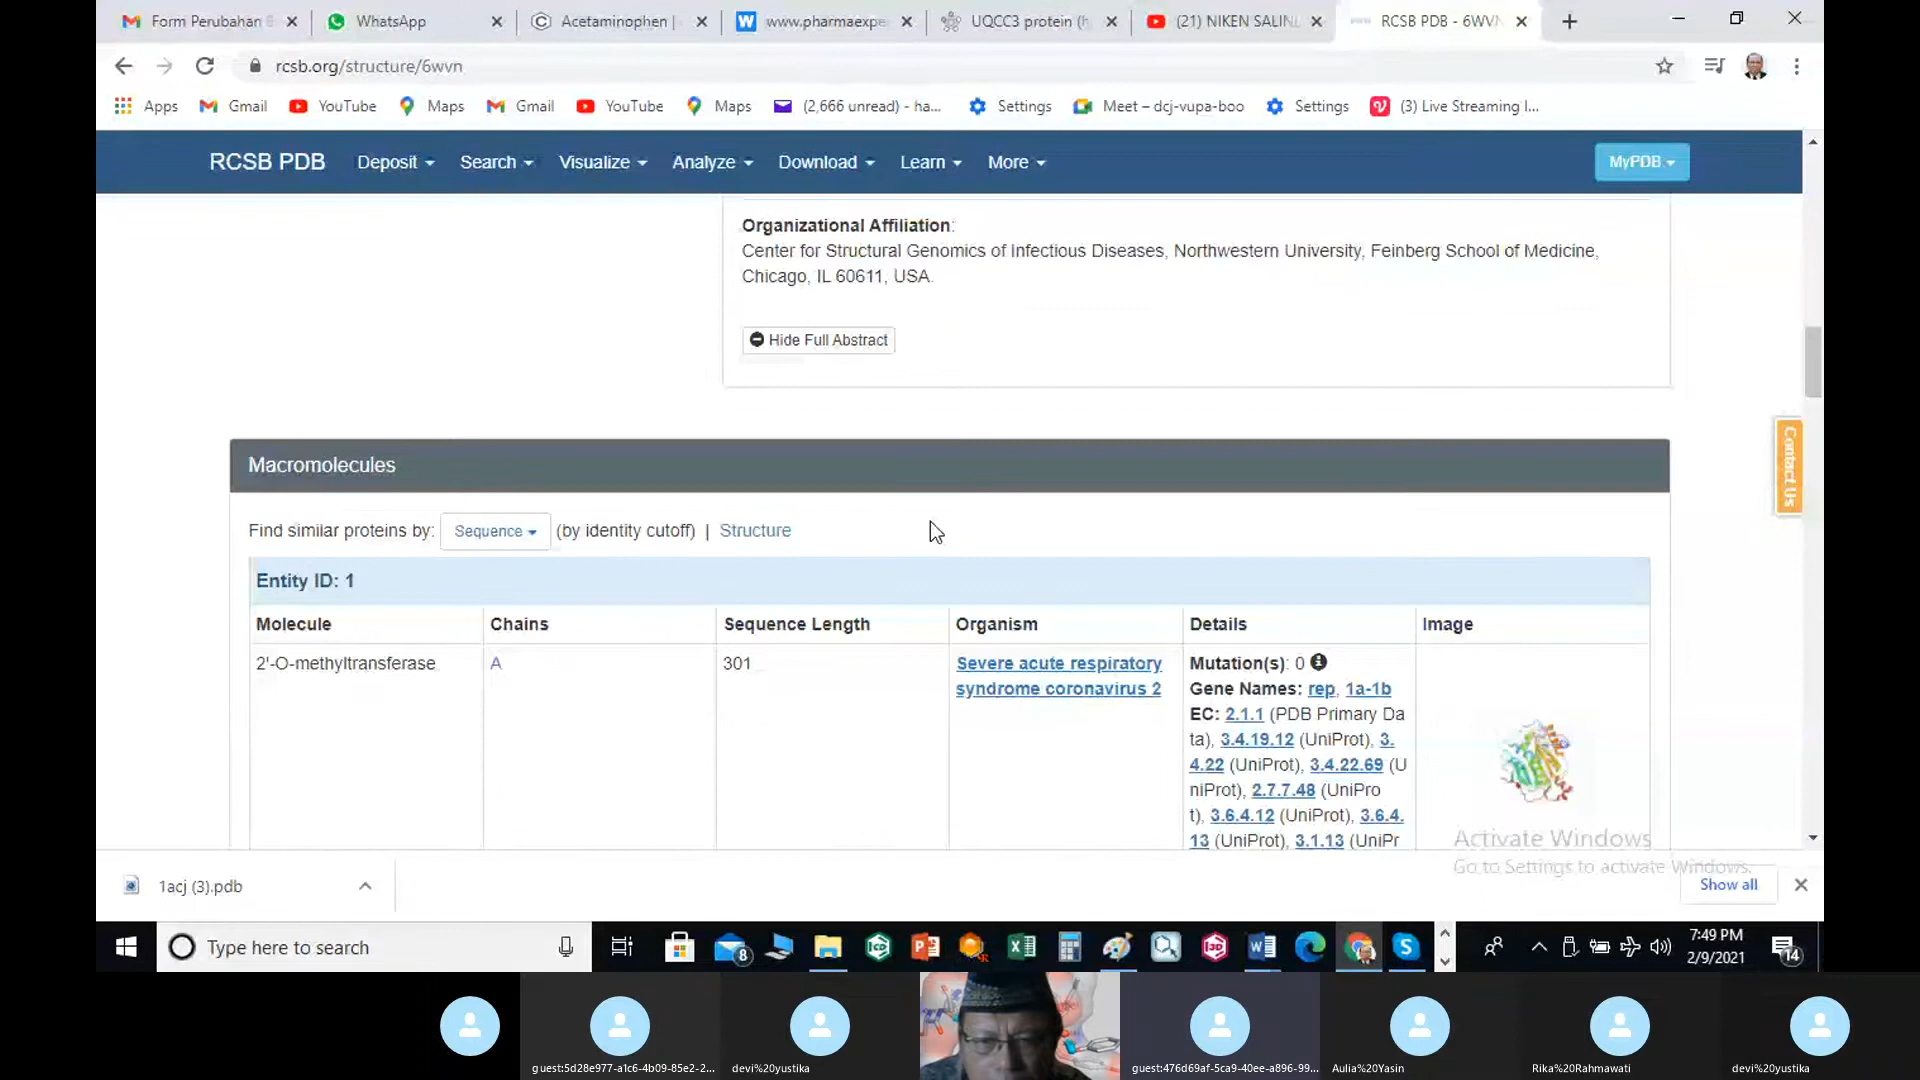 Form Perubahan
WhatsApp
Acetaminophen |
www.pharmaexpe
UQCC3 protein (h
(21) NIKEN SALIN
RCSB PDB - 6WVN
rcsb.org/structure/6wvn
Apps
Gmail
YouTube
Maps
Gmail
YouTube
Maps
(2,666 unread) - ha...
Settings
Meet – dcj-vupa-boo
Settings
(3) Live Streaming I...
RCSB PDB
Deposit
Search
Visualize
Analyze
Download
Learn
More
MyPDB
Organizational Affiliation:
Center for Structural Genomics of Infectious Diseases, Northwestern University, Feinberg School of Medicine,
Chicago, IL 60611, USA.
Hide Full Abstract
Contact Us
Macromolecules
Find similar proteins by: Sequence (by identity cutoff) | Structure
Entity ID: 1
Molecule
Chains
Sequence Length
Organism
Details
Image
2'-O-methyltransferase
A
301
Severe acute respiratory
syndrome coronavirus 2
Mutation(s): 0
Gene Names: rep, 1a-1b
EC: 2.1.1 (PDB Primary Da
ta), 3.4.19.12 (UniProt), 3.
4.22 (UniProt), 3.4.22.69 (U
niProt), 2.7.7.48 (UniPro
t), 3.6.4.12 (UniProt), 3.6.4.
13 (UniProt), 3.1.13 (UniPr
Activate Windows
Go to Settings to activate Windows.
1acj (3).pdb
Show all
Type here to search
8
7:49 PM
2/9/2021
14
guest:5d28e977-a1c6-4b09-85e2-2...
devi%20yustika
guest:476d69af-5ca9-40ee-a896-99...
Aulia%20Yasin
Rika%20Rahmawati
devi%20yustika